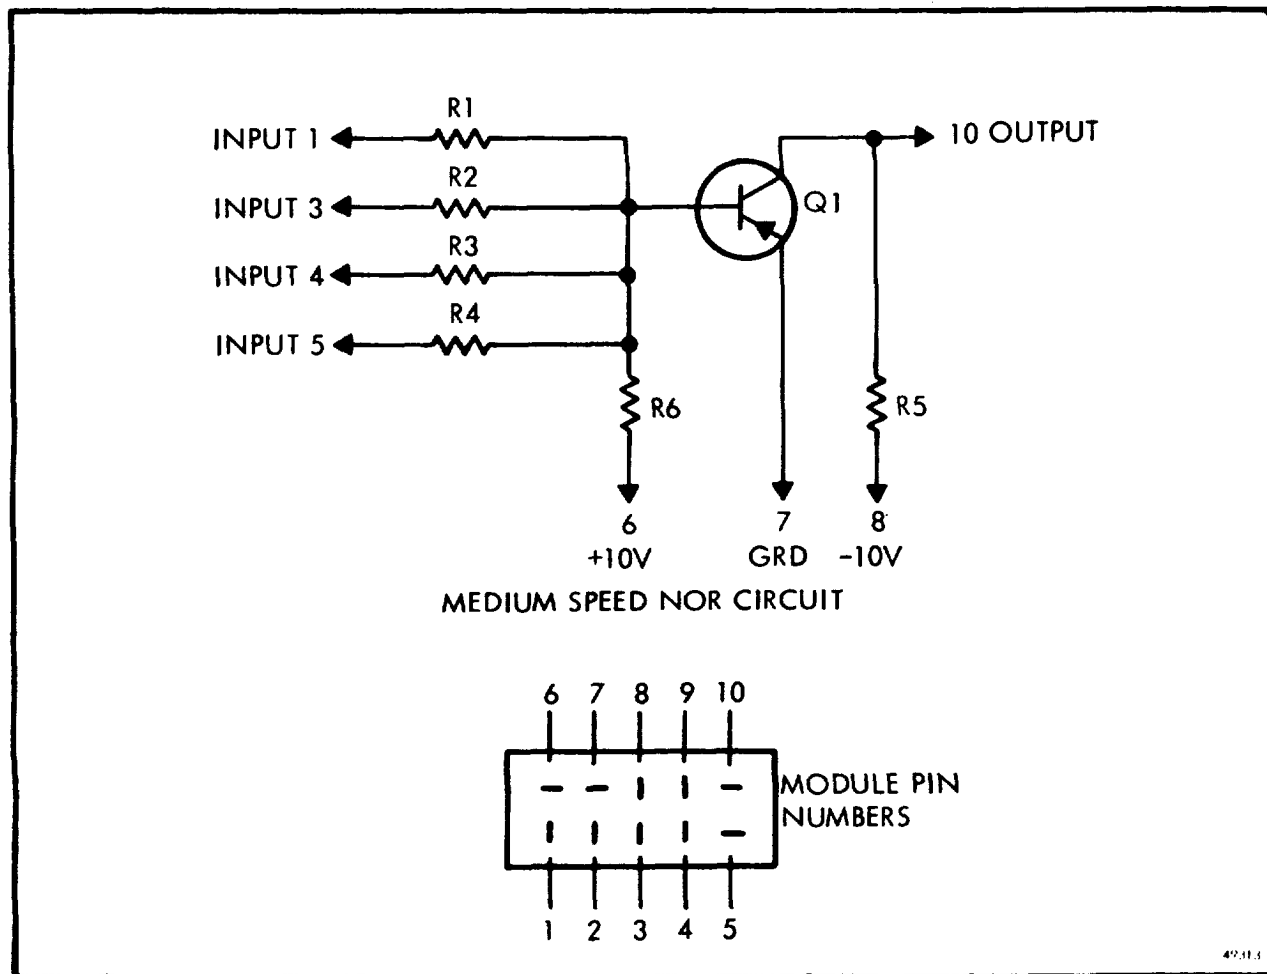 R1
INPUT 1
10 OUTPUT
R2
INPUT 3
Q1
R3
INPUT 4
R4
INPUT 5
R6
R5
6
7
8
+10V
GRD
-10V
MEDIUM SPEED NOR CIRCUIT
6 7 8 9 10
MODULE PIN
NUMBERS
1 2 3 4 5